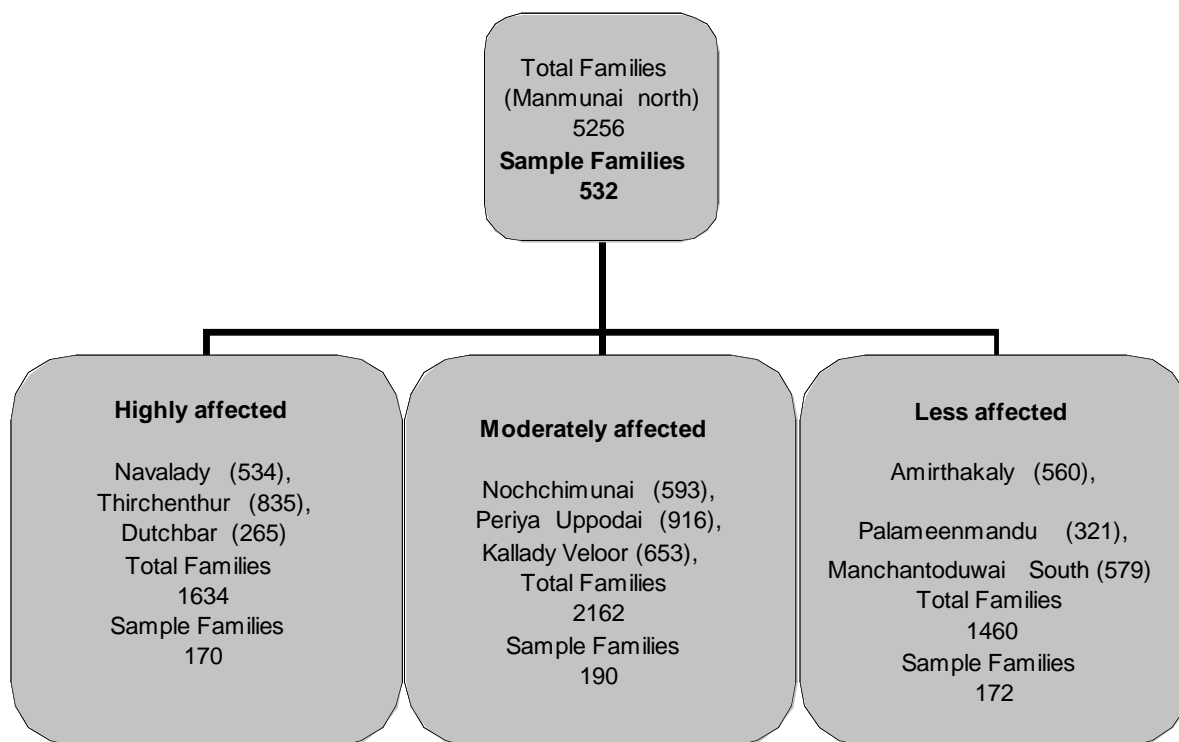 Total Families
(Manmunai north)
5256
Sample Families
532
Highly affected
Navalady (534),
Thirchenthur (835),
Dutchbar (265)
Total Families
1634
Sample Families
170
Moderately affected
Nochchimunai (593),
Periya Uppodai (916),
Kallady Veloor (653),
Total Families
2162
Sample Families
190
Less affected
Amirthakaly (560),
Palameenmandu (321),
Manchantoduwai South (579)
Total Families
1460
Sample Families
172